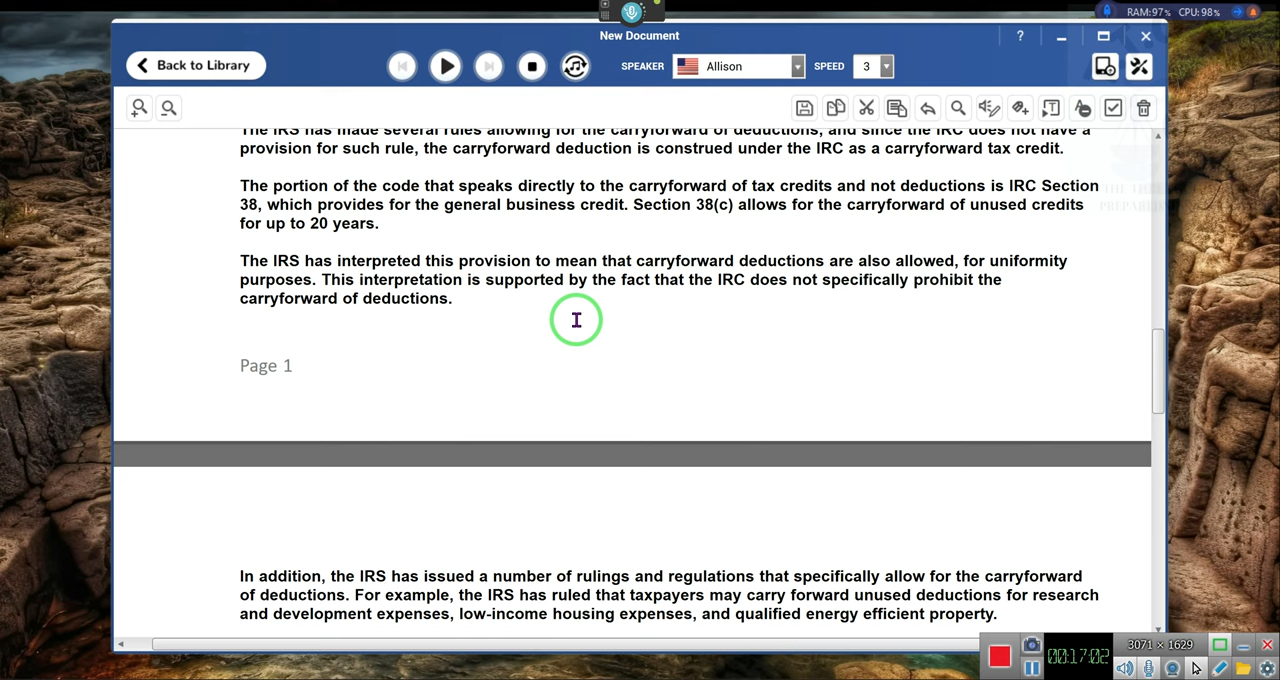 RAM:97% CPU:98%
New Document
?
Back to Library
SPEAKER
Allison
SPEED
3
The IRS has made several rules allowing for the carryforward of deductions, and since the IRC does not have a
provision for such rule, the carryforward deduction is construed under the IRC as a carryforward tax credit.
The portion of the code that speaks directly to the carryforward of tax credits and not deductions is IRC Section
38, which provides for the general business credit. Section 38(c) allows for the carryforward of unused credits
for up to 20 years.
The IRS has interpreted this provision to mean that carryforward deductions are also allowed, for uniformity
purposes. This interpretation is supported by the fact that the IRC does not specifically prohibit the
carryforward of deductions.
Page 1
In addition, the IRS has issued a number of rulings and regulations that specifically allow for the carryforward
of deductions. For example, the IRS has ruled that taxpayers may carry forward unused deductions for research
and development expenses, low-income housing expenses, and qualified energy efficient property.
3071 × 1629
00:17:02